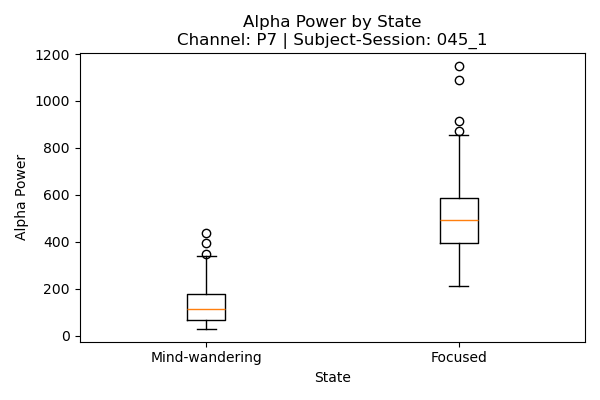 Alpha Power by State
Channel: P7 | Subject-Session: 045_1
1200
1000
800
600
400
200
0
Alpha Power
Mind-wandering
Focused
State